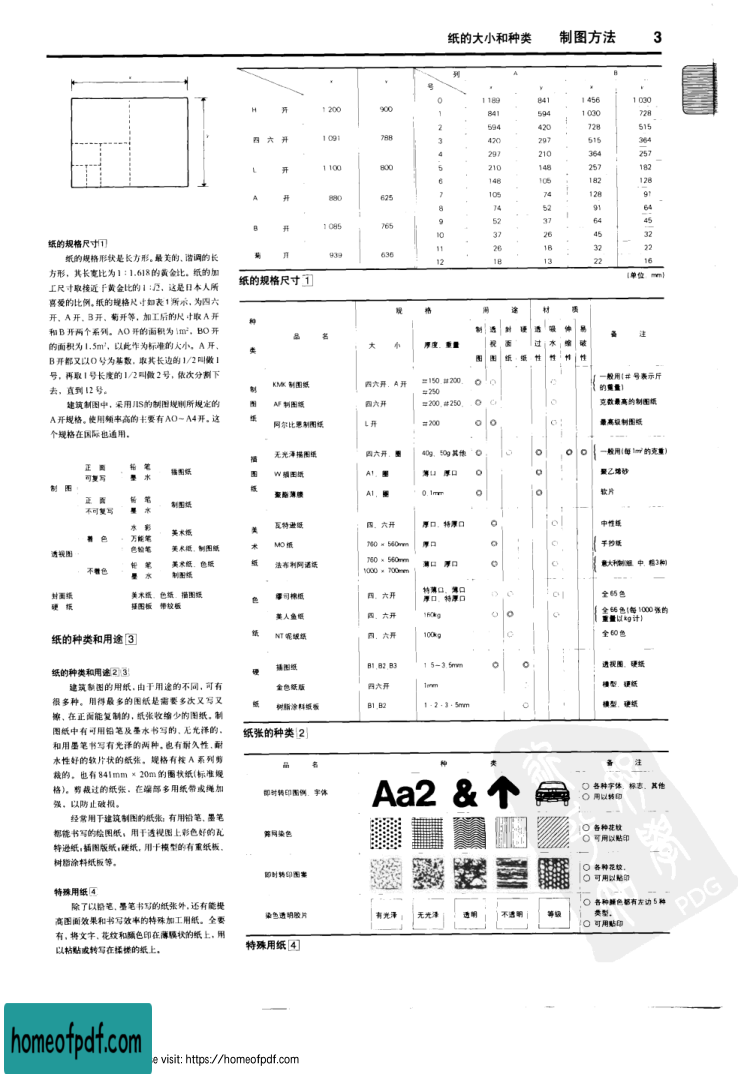 纸的大小和种类 制图方法 3
x
y
x y
H 开 1 200 900
四 六 开 1 091 788
L 开 1 100 800
A 开 880 625
B 开 1 085 765
菊 开 939 636
列 A B
号 x y x y
0 1 189 841 1 456 1 030
1 841 594 1 030 728
2 594 420 728 515
3 420 297 515 364
4 297 210 364 257
5 210 148 257 182
6 148 105 182 128
7 105 74 128 91
8 74 52 91 64
9 52 37 64 45
10 37 26 45 32
11 26 18 32 22
12 18 13 22 16
纸的规格尺寸 1
(单位 mm)
纸的规格尺寸1
纸的规格形状是长方形。最美的、谐调的长
方形，其长宽比为1：1.618的黄金比。纸的加
工尺寸取接近于黄金比的1：√2，这是日本人所
喜爱的比例。纸的规格尺寸如表1所示，为四六
开、A开、B开、菊开等，加工后的尺寸取A开
和B开两个系列。AO开的面积为1m²，BO开
的面积为1.5m²，以此作为标准的大小。A开、
B开都又以O号为基数，取其长边的1/2叫做1
号，再取1号长度的1/2叫做2号，依次分割下
去，直到12号。
建筑制图中，采用JIS的制图规则所规定的
A开规格。使用频率高的主要有AO~A4开。这
个规格在国际也通用。
制 图
正 面 可复写 铅 笔 墨 水 描图纸
正 面 不可复写 铅 笔 墨 水 制图纸
透视图
着 色 水 彩 万能笔 美术纸
色铅笔 美术纸、制图纸
不着色 铅 笔 墨 水 美术纸、色纸 制图纸
封面纸 美术纸、色纸、描图纸
硬 纸 插图板 带纹板
纸的种类和用途 3
纸的种类和用途23
建筑制图的用纸，由于用途的不同，可有
很多种。用得最多的图纸是需要多次又写又
擦、在正面能复制的，纸张收缩少的图纸。制
图纸中有可用铅笔及墨水书写的、无光泽的，
和用墨笔书写有光泽的两种。也有耐久性、耐
水性好的软片状的纸张。规格有按A系列剪
裁的。也有841mm × 20m的圈状纸(标准规
格)。剪裁过的纸张，在端部多用纸带或绳加
强，以防止破损。
经常用于建筑制图的纸张：有用铅笔、墨笔
都能书写的绘图纸；用于透视图上彩色好的瓦
特逊纸；插图版纸；硬纸，用于模型的有重纸板、
树脂涂料纸板等。
特殊用纸4
除了以铅笔、墨笔书写的纸张外，还有能提
高图面效果和书写效率的特殊加工用纸。全要
有，将文字、花纹和颜色印在薄膜状的纸上，用
以粘贴或转写在揉搓的纸上。
种 类 品 名 规 格 用 途 材 质 备 注
大 小 厚度、重量 制图 透视图 封面纸 硬纸 透过性 吸水性 伸缩性 易破性
制图纸
KMK 制图纸 四六开、A开 #150、#200、#250 ◎ ○ ○ 一般用(#号表示斤的重量)
AF 制图纸 四六开 #200、#250 ◎ ○ ○ 克数最高的制图纸
阿尔比恩制图纸 L开 #200 ◎ ◎ ○ 最高级制图纸
描图纸
无光泽描图纸 四六开、圈 40g、50g其他 ◎ ○ ◎ ◎ ◎ 一般用(每1m²的克重)
W 描图纸 A1、圈 薄口 厚口 ◎ ◎ 聚乙烯砂
聚酯薄膜 A1、圈 0.1mm ◎ ◎ 软片
美术纸
瓦特逊纸 四、六开 厚口、特厚口 ◎ ○ 中性纸
MO 纸 760 × 560mm 厚口 ◎ ○ 手抄纸
法布利阿诺纸 760 × 560mm 1000 × 700mm 薄口 厚口 ◎ ○ 意大利制(细、中、粗3种)
色纸
缪司棉纸 四、六开 特薄口、薄口 厚口、特厚口 ○ ○ ○ 全65色
美人鱼纸 四、六开 160kg ○ ◎ ○ 全66色(每1000张的重量以kg计)
NT 呢绒纸 四、六开 100kg ○ 全60色
硬纸
插图纸 B1、B2、B3 1.5~3.5mm ◎ ◎ 透视图、硬纸
金色纸版 四六开 1mm 模型、硬纸
树脂涂料纸板 B1、B2 1·2·3·5mm ○ 模型、硬纸
纸张的种类 2
品 名 种 类 备 注
即时转印图例、字体 Aa2 & ↑ ○ 各种字体、标志、其他
○ 用以转印
筛网染色 ○ 各种花纹
○ 可用以贴印
即时转印图案 ○ 各种花纹、
○ 可用以贴印
染色透明胶片 有光泽 无光泽 透明 不透明 等级 ○ 各种颜色都有左边5种类型。
○ 可用贴印
特殊用纸 4
PDG
homeofpdf.com
e visit: https://homeofpdf.com